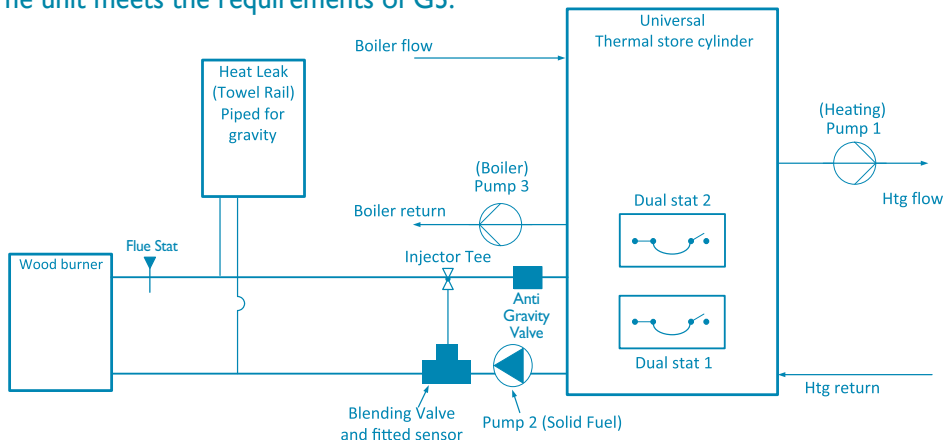 he unit meets the requirements of G3.
Universal
Thermal store cylinder
Boiler flow
Heat Leak
(Towel Rail)
Piped for
gravity
(Heating)
Pump 1
Htg flow
(Boiler)
Pump 3
Boiler return
Dual stat 2
Flue Stat
Injector Tee
Wood burner
Anti
Gravity
Valve
Dual stat 1
Htg return
Blending Valve
and fitted sensor
Pump 2 (Solid Fuel)